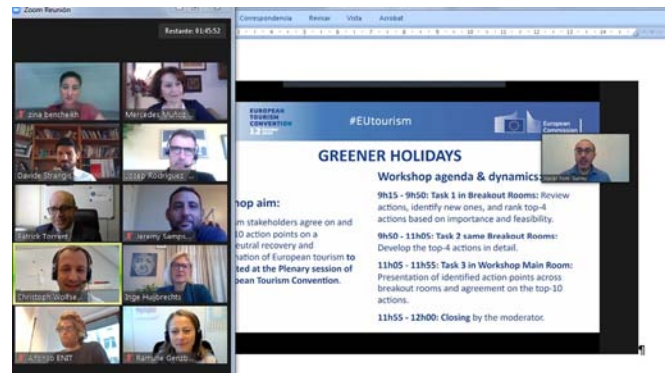 Zoom Reunión
Restante: 01:45:52
zina bencheikh
Mercedes Muñoz
Davide Strangis
Josep Rodriguez
Patrick Torrent
Jeremy Samps...
Christoph Wolfse...
Inge Huijbrechts
Alfonso ENIT
Ramune Genzb...
Correspondencia Revisar Vista Acrobat
EUROPEAN
TOURISM
CONVENTION
12
#EUtourism
European
Commission
GREENER HOLIDAYS
Workshop agenda & dynamics:
op aim:
m stakeholders agree on and
10 action points on a
eutral recovery and
mation of European tourism to
ted at the Plenary session of
pean Tourism Convention.
9h15 - 9h50: Task 1 in Breakout Rooms: Review
actions, identify new ones, and rank top-4
actions based on importance and feasibility.
9h50 - 11h05: Task 2 same Breakout Rooms:
Develop the top-4 actions in detail.
11h05 - 11h55: Task 3 in Workshop Main Room:
Presentation of identified action points across
breakout rooms and agreement on the top-10
actions.
11h55 - 12h00: Closing by the moderator.